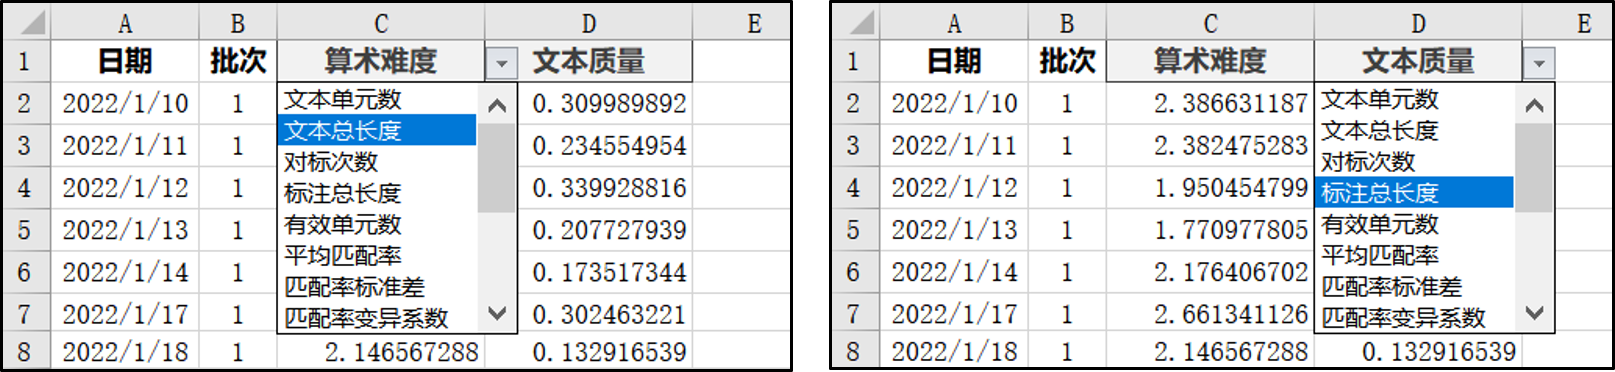 A B C D E
1 日期 批次 算术难度 文本质量
2 2022/1/10 1 文本单元数 0.309989892
文本总长度
3 2022/1/11 1 对标次数 0.234554954
4 2022/1/12 1 标注总长度 0.339928816
5 2022/1/13 1 有效单元数 0.207727939
6 2022/1/14 1 平均匹配率 0.173517344
匹配率标准差
7 2022/1/17 1 匹配率变异系数 0.302463221
8 2022/1/18 1 2.146567288 0.132916539
A B C D E
1 日期 批次 算术难度 文本质量
2 2022/1/10 1 2.386631187 文本单元数
文本总长度
3 2022/1/11 1 2.382475283 对标次数
4 2022/1/12 1 1.950454799 标注总长度
5 2022/1/13 1 1.770977805 有效单元数
6 2022/1/14 1 2.176406702 平均匹配率
匹配率标准差
7 2022/1/17 1 2.661341126 匹配率变异系数
8 2022/1/18 1 2.146567288 0.132916539